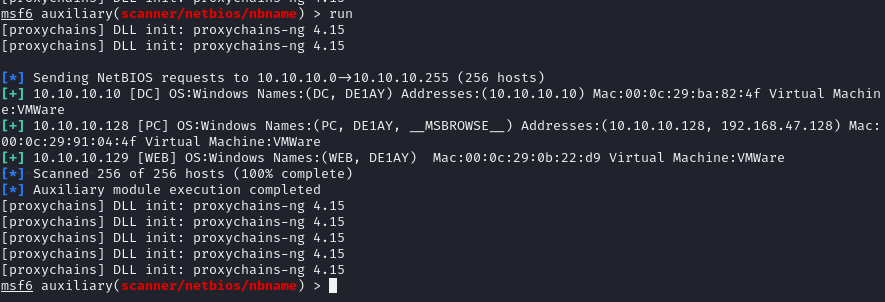 [proxychains] DLL init: proxychains-ng 4.15
msf6 auxiliary(scanner/netbios/nbname) > run
[proxychains] DLL init: proxychains-ng 4.15
[proxychains] DLL init: proxychains-ng 4.15
[*] Sending NetBIOS requests to 10.10.10.0→10.10.10.255 (256 hosts)
[+] 10.10.10.10 [DC] OS:Windows Names:(DC, DE1AY) Addresses:(10.10.10.10) Mac:00:0c:29:ba:82:4f Virtual Machin
e:VMWare
[+] 10.10.10.128 [PC] OS:Windows Names:(PC, DE1AY, __MSBROWSE__) Addresses:(10.10.10.128, 192.168.47.128) Mac:
00:0c:29:91:04:4f Virtual Machine:VMWare
[+] 10.10.10.129 [WEB] OS:Windows Names:(WEB, DE1AY)  Mac:00:0c:29:0b:22:d9 Virtual Machine:VMWare
[*] Scanned 256 of 256 hosts (100% complete)
[*] Auxiliary module execution completed
[proxychains] DLL init: proxychains-ng 4.15
[proxychains] DLL init: proxychains-ng 4.15
[proxychains] DLL init: proxychains-ng 4.15
[proxychains] DLL init: proxychains-ng 4.15
[proxychains] DLL init: proxychains-ng 4.15
msf6 auxiliary(scanner/netbios/nbname) >